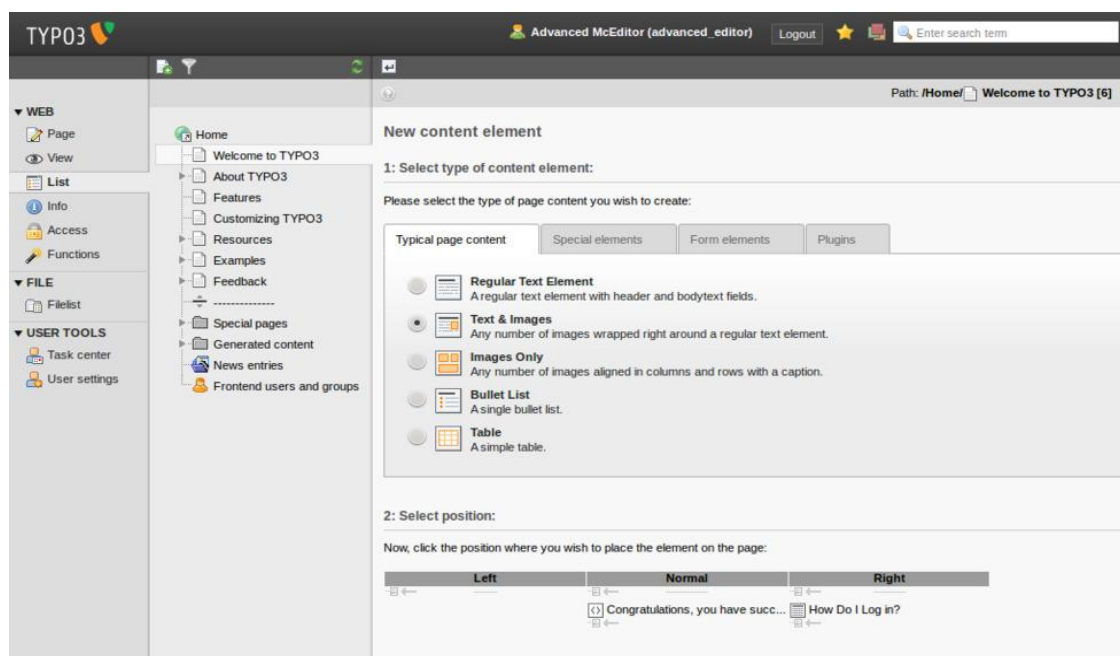 TYPO3
Advanced McEditor (advanced_editor)
Logout
Enter search term
Path: /Home/ Welcome to TYPO3 [6]
WEB
Page
View
List
Info
Access
Functions
FILE
Filelist
USER TOOLS
Task center
User settings
Home
Welcome to TYPO3
About TYPO3
Features
Customizing TYPO3
Resources
Examples
Feedback
--------------
Special pages
Generated content
News entries
Frontend users and groups
New content element
1: Select type of content element:
Please select the type of page content you wish to create:
Typical page content
Special elements
Form elements
Plugins
Regular Text Element
A regular text element with header and bodytext fields.
Text & Images
Any number of images wrapped right around a regular text element.
Images Only
Any number of images aligned in columns and rows with a caption.
Bullet List
A single bullet list.
Table
A simple table.
2: Select position:
Now, click the position where you wish to place the element on the page:
Left Normal Right
Congratulations, you have succ... How Do I Log in?